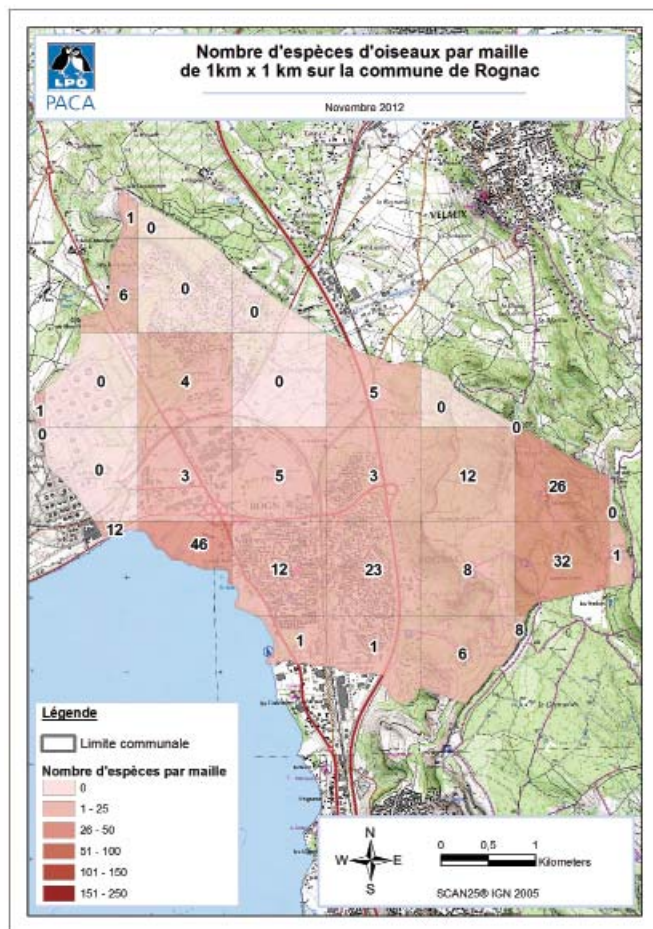 LPO
PACA
Nombre d'espèces d'oiseaux par maille
de 1km x 1 km sur la commune de Rognac
Novembre 2012
VELAUX
1
0
6
0
0
0
4
0
5
0
1
0
0
0
3
5
3
12
26
0
12
46
12
23
8
32
1
1
1
6
8
Légende
Limite communale
Nombre d'espèces par maille
0
1 - 25
26 - 50
51 - 100
101 - 150
151 - 250
N
W E
S
0 0,5 1
Kilometers
SCAN25® IGN 2005